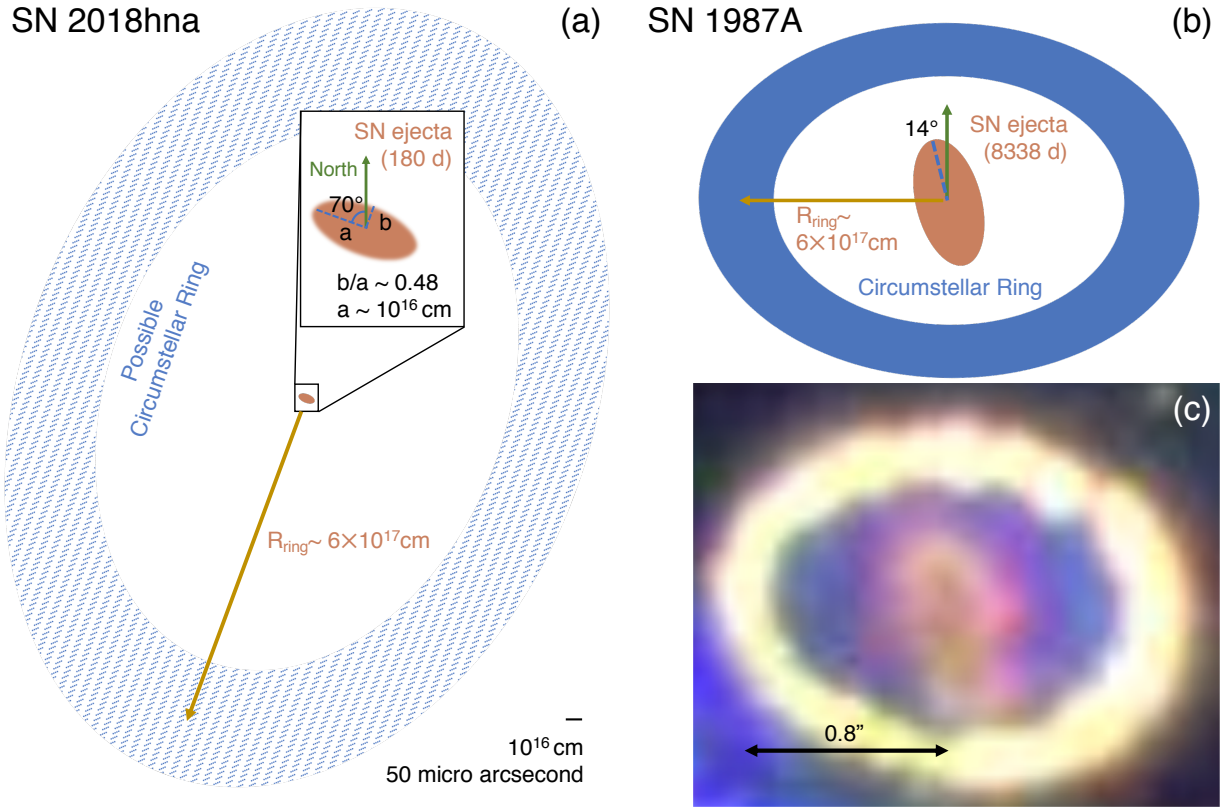 SN 2018hna
(a)
SN ejecta
(180 d)
North
70°
a
b
b/a ~ 0.48
a ~ 10¹⁶ cm
Possible
Circumstellar Ring
R_ring~ 6×10¹⁷cm
10¹⁶ cm
50 micro arcsecond
SN 1987A
(b)
14°
SN ejecta
(8338 d)
R_ring~
6×10¹⁷cm
Circumstellar Ring
(c)
0.8”